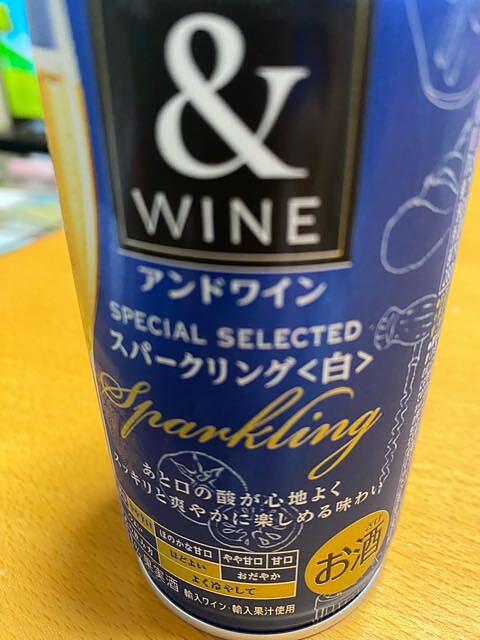 &
WINE
アンドワイン
SPECIAL SELECTED
スパークリング<白>
Sparkling
あと口の酸が心地よく
スッキリと爽やかに楽しめる味わい
ほのかな甘口 やや甘口 甘口
ほどよい おだやか
よく冷やして
お酒
果実酒 輸入ワイン・輸入果汁使用